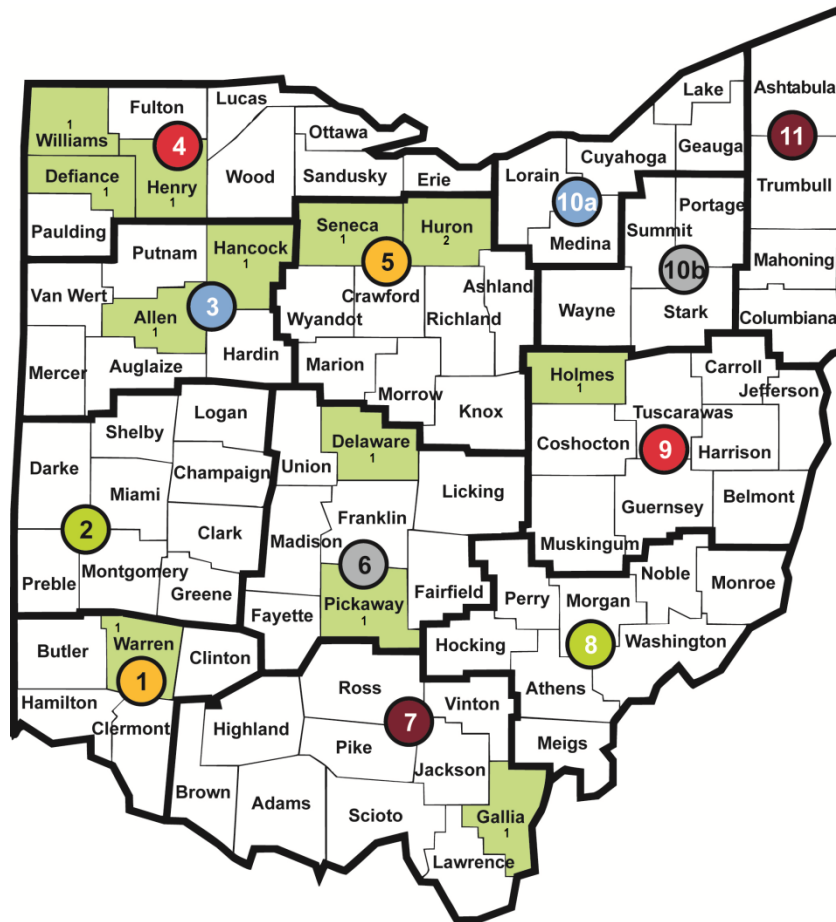 Lake
Ashtabula
Lucas
Fulton
1
Williams
4
Ottawa
Geauga
11
Cuyahoga
Defiance
1
Henry
1
Wood
Sandusky
Erie
Lorain
Trumbull
10a
Portage
Paulding
Seneca
1
Huron
2
Summit
Putnam
Hancock
1
Medina
Mahoning
5
10b
Van Wert
Crawford
Ashland
Allen
1
3
Wyandot
Richland
Wayne
Stark
Columbiana
Hardin
Auglaize
Marion
Mercer
Holmes
1
Carroll
Jefferson
Morrow
Knox
Logan
Tuscarawas
Shelby
Delaware
1
Coshocton
9
Harrison
Darke
Champaign
Union
Miami
Licking
Belmont
Guernsey
2
Franklin
Clark
Madison
Muskingum
6
Noble
Montgomery
Preble
Greene
Fairfield
Perry
Morgan
Monroe
Pickaway
1
Fayette
1
Warren
Butler
Clinton
Hocking
8
Washington
1
Ross
Athens
Hamilton
Vinton
Clermont
Highland
7
Meigs
Pike
Jackson
Brown
Adams
Scioto
Gallia
1
Lawrence